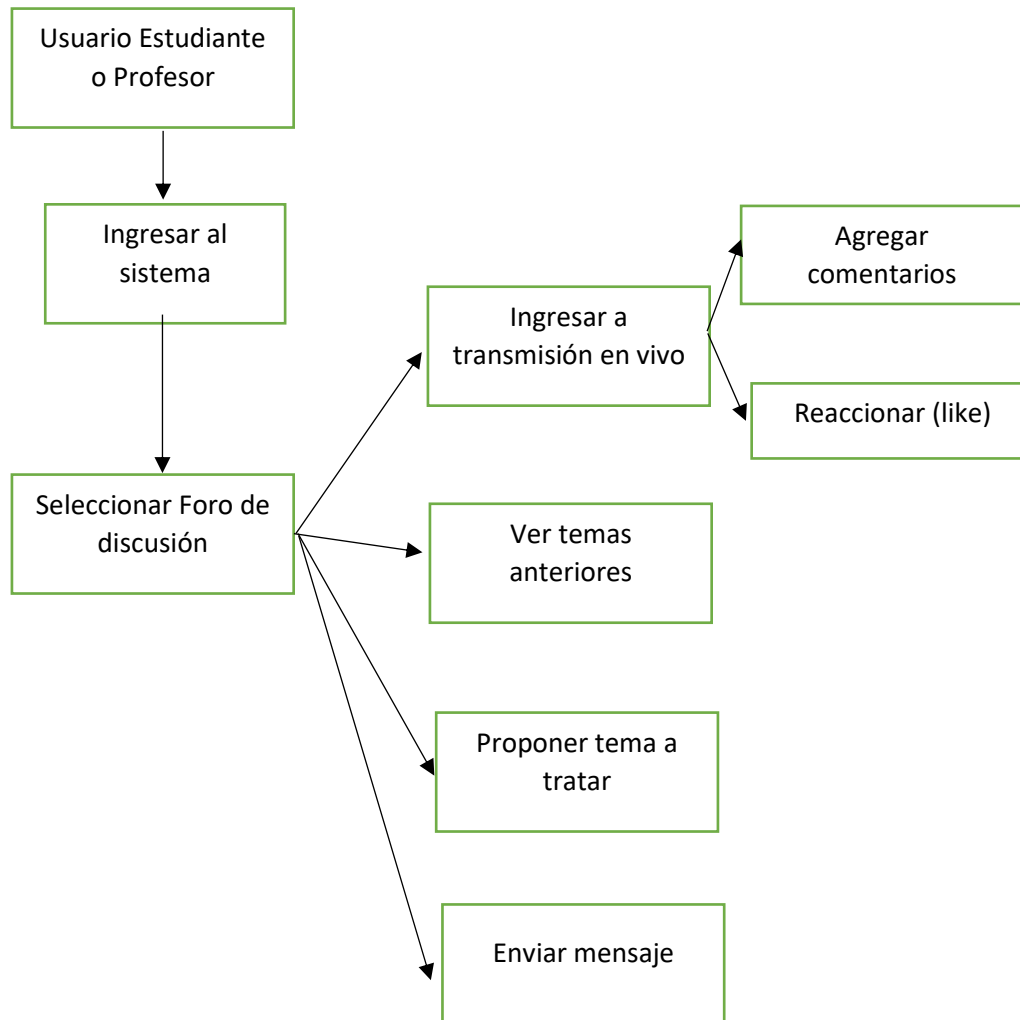 Usuario Estudiante
o Profesor
Ingresar al
sistema
Seleccionar Foro de
discusión
Ingresar a
transmisión en vivo
Agregar
comentarios
Reaccionar (like)
Ver temas
anteriores
Proponer tema a
tratar
Enviar mensaje